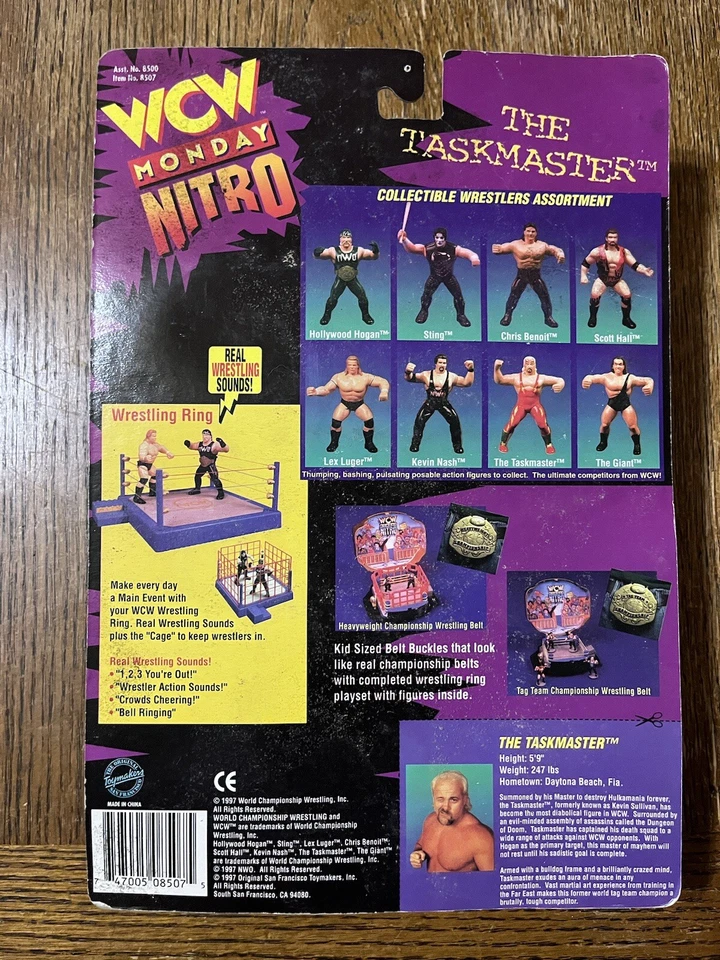 Asst. No. 8500
Item No. 8507
WCW
MONDAY
NITRO
THE
TASKMASTER™
COLLECTIBLE WRESTLERS ASSORTMENT
Hollywood Hogan™
Sting™
Chris Benoit™
Scott Hall™
Lex Luger™
Kevin Nash™
The Taskmaster™
The Giant™
Thumping, bashing, pulsating posable action figures to collect. The ultimate competitors from WCW!
REAL
WRESTLING
SOUNDS!
Wrestling Ring
Make every day
a Main Event with
your WCW Wrestling
Ring. Real Wrestling Sounds
plus the "Cage" to keep wrestlers in.
Real Wrestling Sounds!
• "1,2,3 You're Out!"
• "Wrestler Action Sounds!"
• "Crowds Cheering!"
• "Bell Ringing"
Heavyweight Championship Wrestling Belt
Kid Sized Belt Buckles that look
like real championship belts
with completed wrestling ring
playset with figures inside.
Tag Team Championship Wrestling Belt
THE TASKMASTER™
Height: 5'9"
Weight: 247 lbs
Hometown: Daytona Beach, Fla.
Summoned by his Master to destroy Hulkamania forever,
the Taskmaster™, formerly known as Kevin Sullivan, has
become the most diabolical figure in WCW. Surrounded by
an evil-minded assembly of assassins called the Dungeon
of Doom, Taskmaster has captained his death squad to a
wide range of attacks against WCW opponents. With
Hogan as the primary target, this master of mayhem will
not rest until his sadistic goal is complete.
Armed with a bulldog frame and a brilliantly crazed mind,
Taskmaster exudes an aura of menace in any
confrontation. Vast martial art experience from training in
the Far East makes this former world tag team champion a
brutally, tough competitor.
THE ORIGINAL
Toymakers
SAN FRANCISCO
MADE IN CHINA
CE
© 1997 World Championship Wrestling, Inc.
All Rights Reserved.
WORLD CHAMPIONSHIP WRESTLING and
WCW™ are trademarks of World Championship
Wrestling, Inc.
Hollywood Hogan™, Sting™, Lex Luger™, Chris Benoit™,
Scott Hall™, Kevin Nash™, The Taskmaster™, The Giant™
are trademarks of World Championship Wrestling, Inc.
© 1997 NWO. All Rights Reserved.
© 1997 Original San Francisco Toymakers, Inc.
All Rights Reserved.
South San Francisco, CA 94080.
7 47005 08507 5